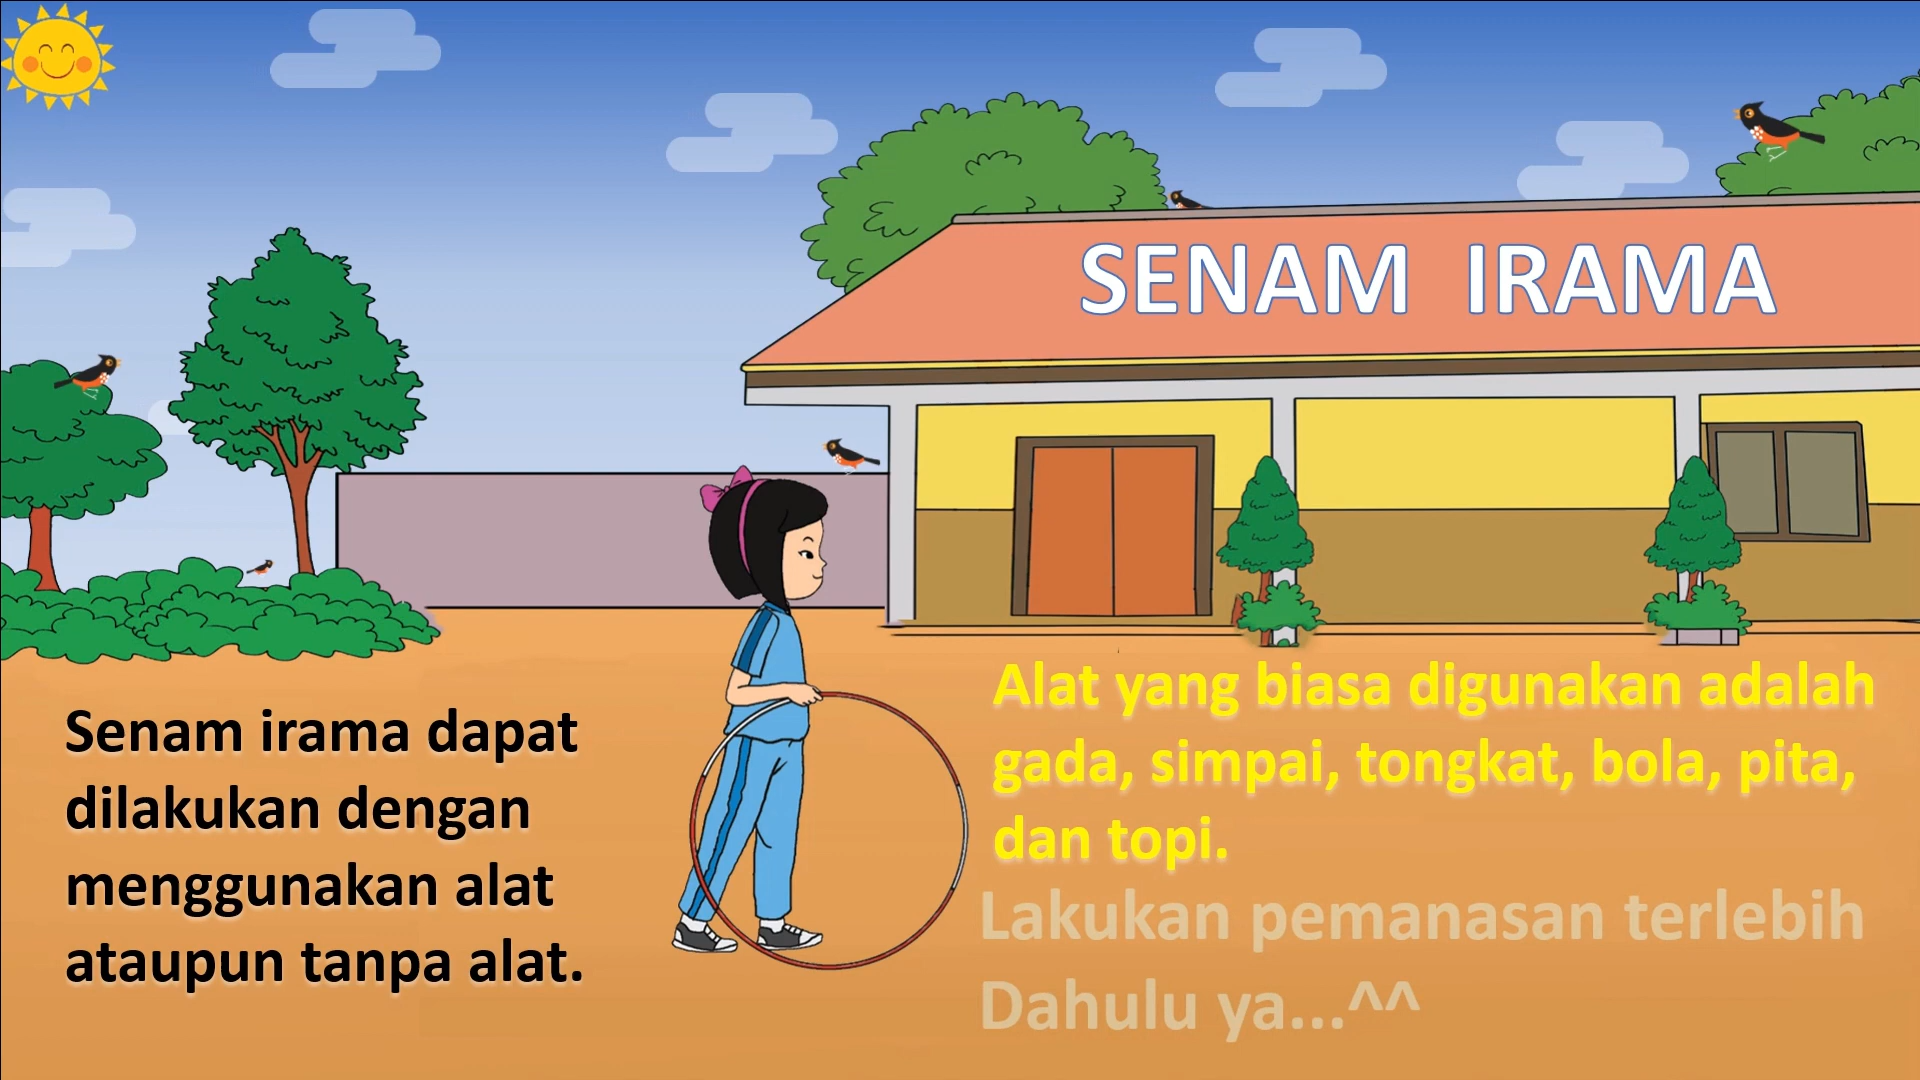 SENAM IRAMA
Senam irama dapat
dilakukan dengan
menggunakan alat
ataupun tanpa alat.
Alat yang biasa digunakan adalah
gada, simpai, tongkat, bola, pita,
dan topi.
Lakukan pemanasan terlebih
Dahulu ya...^^